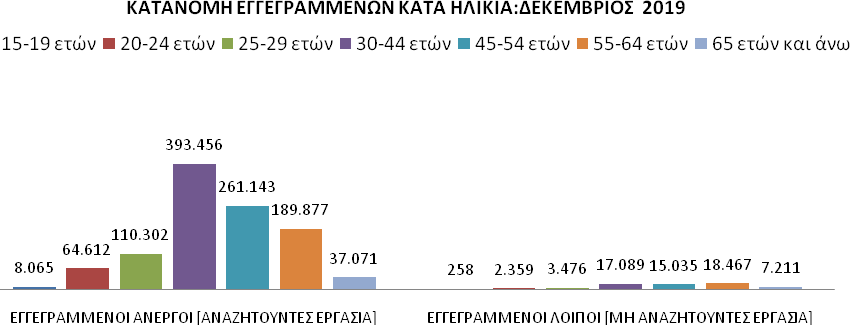 ΚΑΤΑΝΟΜΗ ΕΓΓΕΓΡΑΜΜΕΝΩΝ ΚΑΤΑ ΗΛΙΚΙΑ:ΔΕΚΕΜΒΡΙΟΣ 2019
15-19 ετών 20-24 ετών 25-29 ετών 30-44 ετών 45-54 ετών 55-64 ετών 65 ετών και άνω
8.065 64.612 110.302 393.456 261.143 189.877 37.071 258 2.359 3.476 17.089 15.035 18.467 7.211
ΕΓΓΕΓΡΑΜΜΕΝΟΙ ΑΝΕΡΓΟΙ [ΑΝΑΖΗΤΟΥΝΤΕΣ ΕΡΓΑΣΙΑ] ΕΓΓΕΓΡΑΜΜΕΝΟΙ ΛΟΙΠΟΙ [ΜΗ ΑΝΑΖΗΤΟΥΝΤΕΣ ΕΡΓΑΣΙΑ]